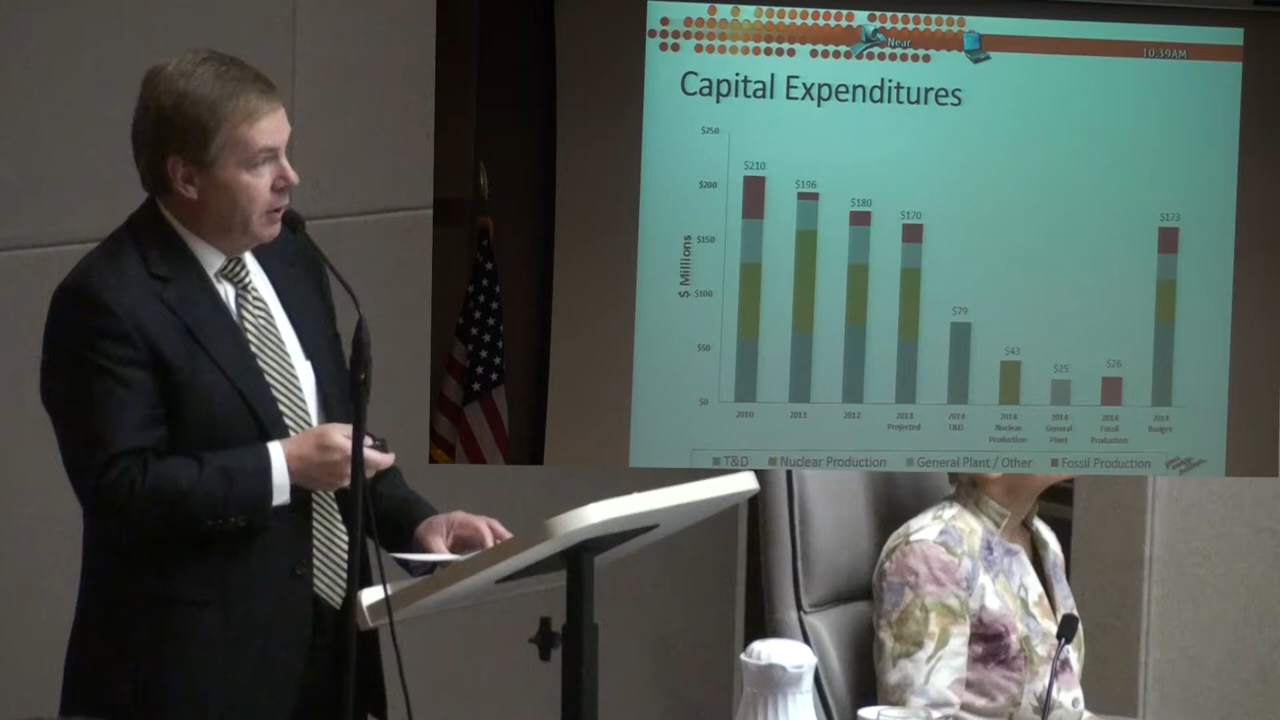 Near
10:39AM
Capital Expenditures
$250
$200
$150
$100
$50
$0
$ Millions
$210
$196
$180
$170
$79
$43
$25
$26
$173
2010
2011
2012
2013
Projected
2014
T&D
2014
Nuclear
Production
2014
General
Plant
2014
Fossil
Production
2014
Budget
T&D
Nuclear Production
General Plant / Other
Fossil Production